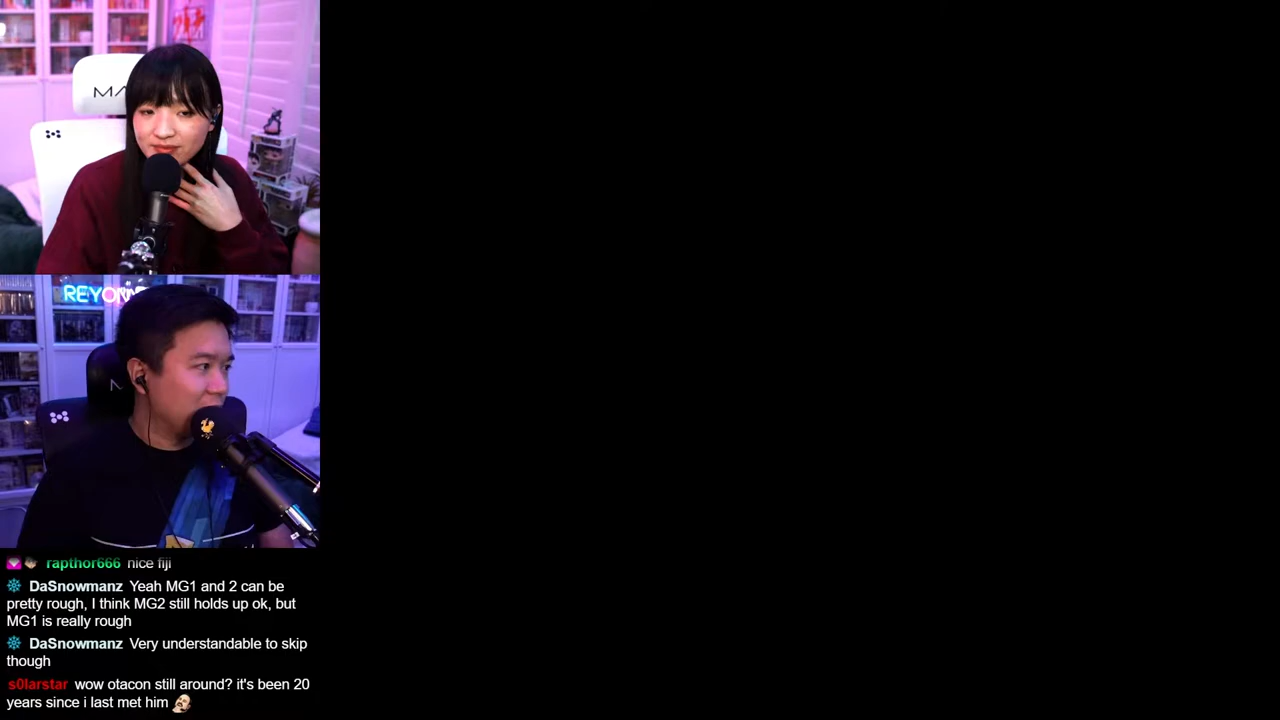 MA
REYONY
rapthor666 nice fiji
DaSnowmanz Yeah MG1 and 2 can be
pretty rough, I think MG2 still holds up ok, but
MG1 is really rough
DaSnowmanz Very understandable to skip
though
s0larstar wow otacon still around? it's been 20
years since i last met him